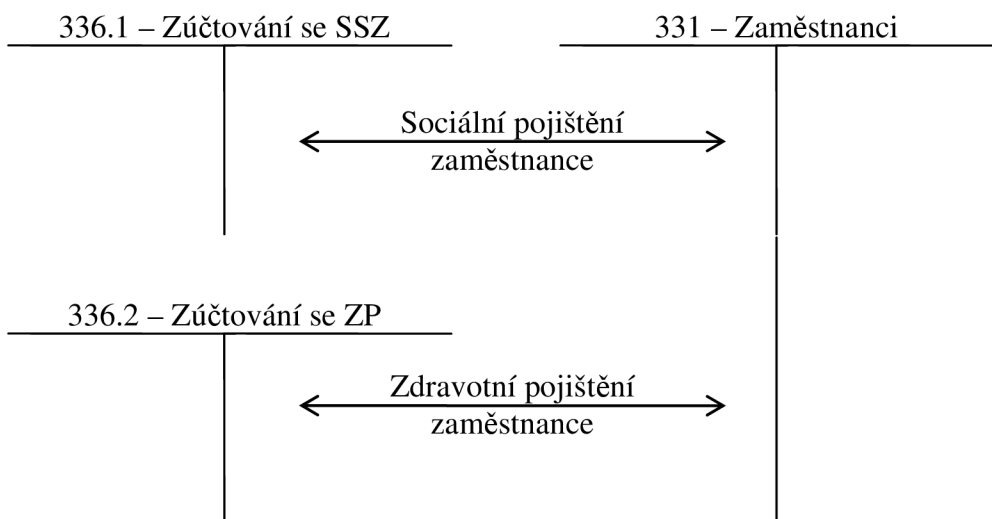 336.1 – Zúčtování se SSZ
331 – Zaměstnanci
Sociální pojištění
zaměstnance
336.2 – Zúčtování se ZP
Zdravotní pojištění
zaměstnance